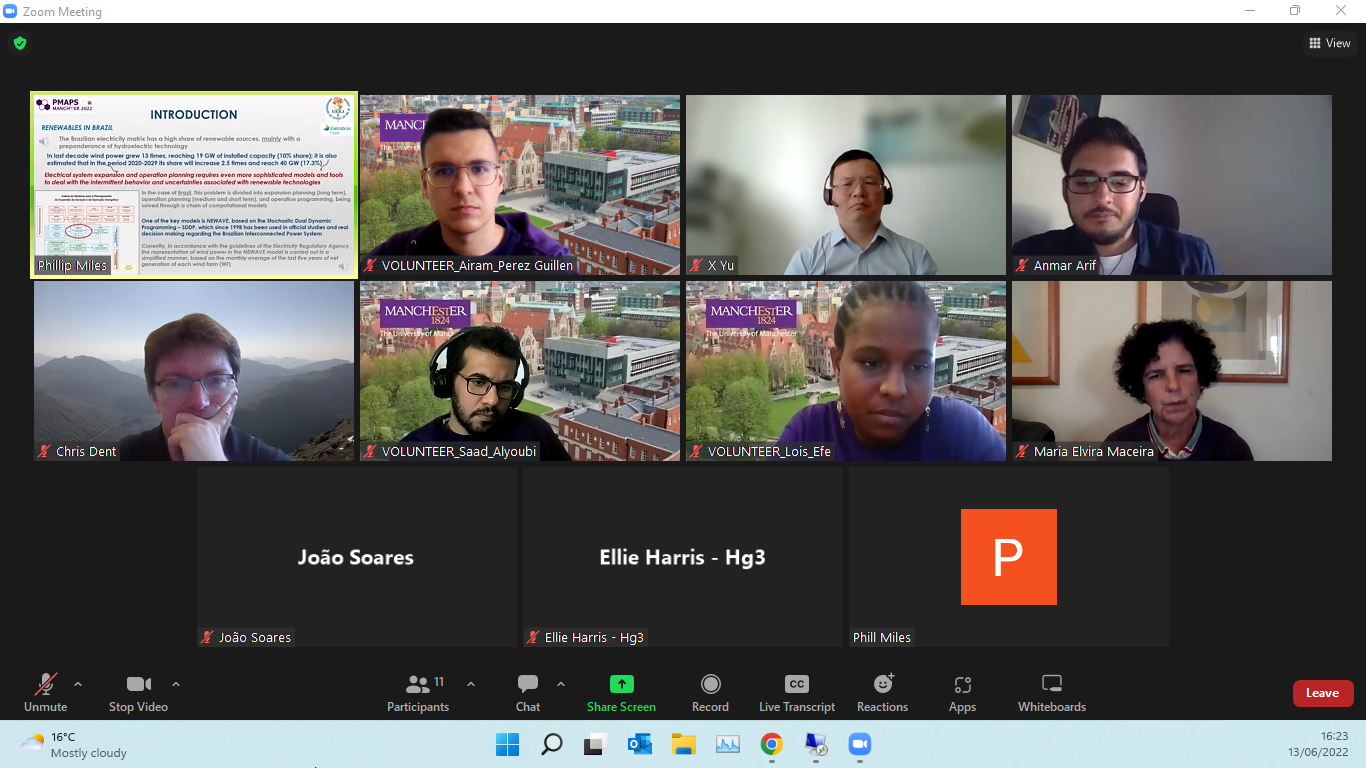 Zoom Meeting
View
PMAPS
MANCHESTER 2022
INTRODUCTION
Eletrobras
Cepel
RENEWABLES IN BRAZIL
The Brazilian electricity matrix has a high share of renewable sources, mainly with a
preponderance of hydroelectric technology
In last decade wind power grew 13 times, reaching 19 GW of installed capacity (10% share); it is also
estimated that in the period 2020-2029 its share will increase 2.5 times and reach 40 GW (17.3%)
Electrical system expansion and operation planning requires even more sophisticated models and tools
to deal with the intermittent behavior and uncertainties associated with renewable technologies
In the case of Brazil, this problem is divided into expansion planning (long term),
operation planning (medium and short term), and operation programming, being
solved through a chain of computational models
One of the key models is NEWAVE, based on the Stochastic Dual Dynamic
Programming – SDDP, which since 1998 has been used in official studies and real
decision making regarding the Brazilian Interconnected Power System
Currently, in accordance with the guidelines of the Electricity Regulatory Agency,
the representation of wind power in the NEWAVE model is carried out in a
simplified manner, based on the monthly average of the last five years of net
generation of each wind farm (WF)
Phillip Miles
MANC
The Univers
VOLUNTEER_Airam_Perez Guillen
X Yu
Anmar Arif
Chris Dent
MANCHESTER
1824
The University of Manchester
VOLUNTEER_Saad_Alyoubi
MANCHESTER
1824
The University of Manchester
VOLUNTEER_Lois_Efe
Maria Elvira Maceira
João Soares
João Soares
Ellie Harris - Hg3
Ellie Harris - Hg3
P
Phill Miles
Unmute
Stop Video
11
Participants
Chat
Share Screen
Record
CC
Live Transcript
Reactions
Apps
Whiteboards
Leave
16°C
Mostly cloudy
16:23
13/06/2022